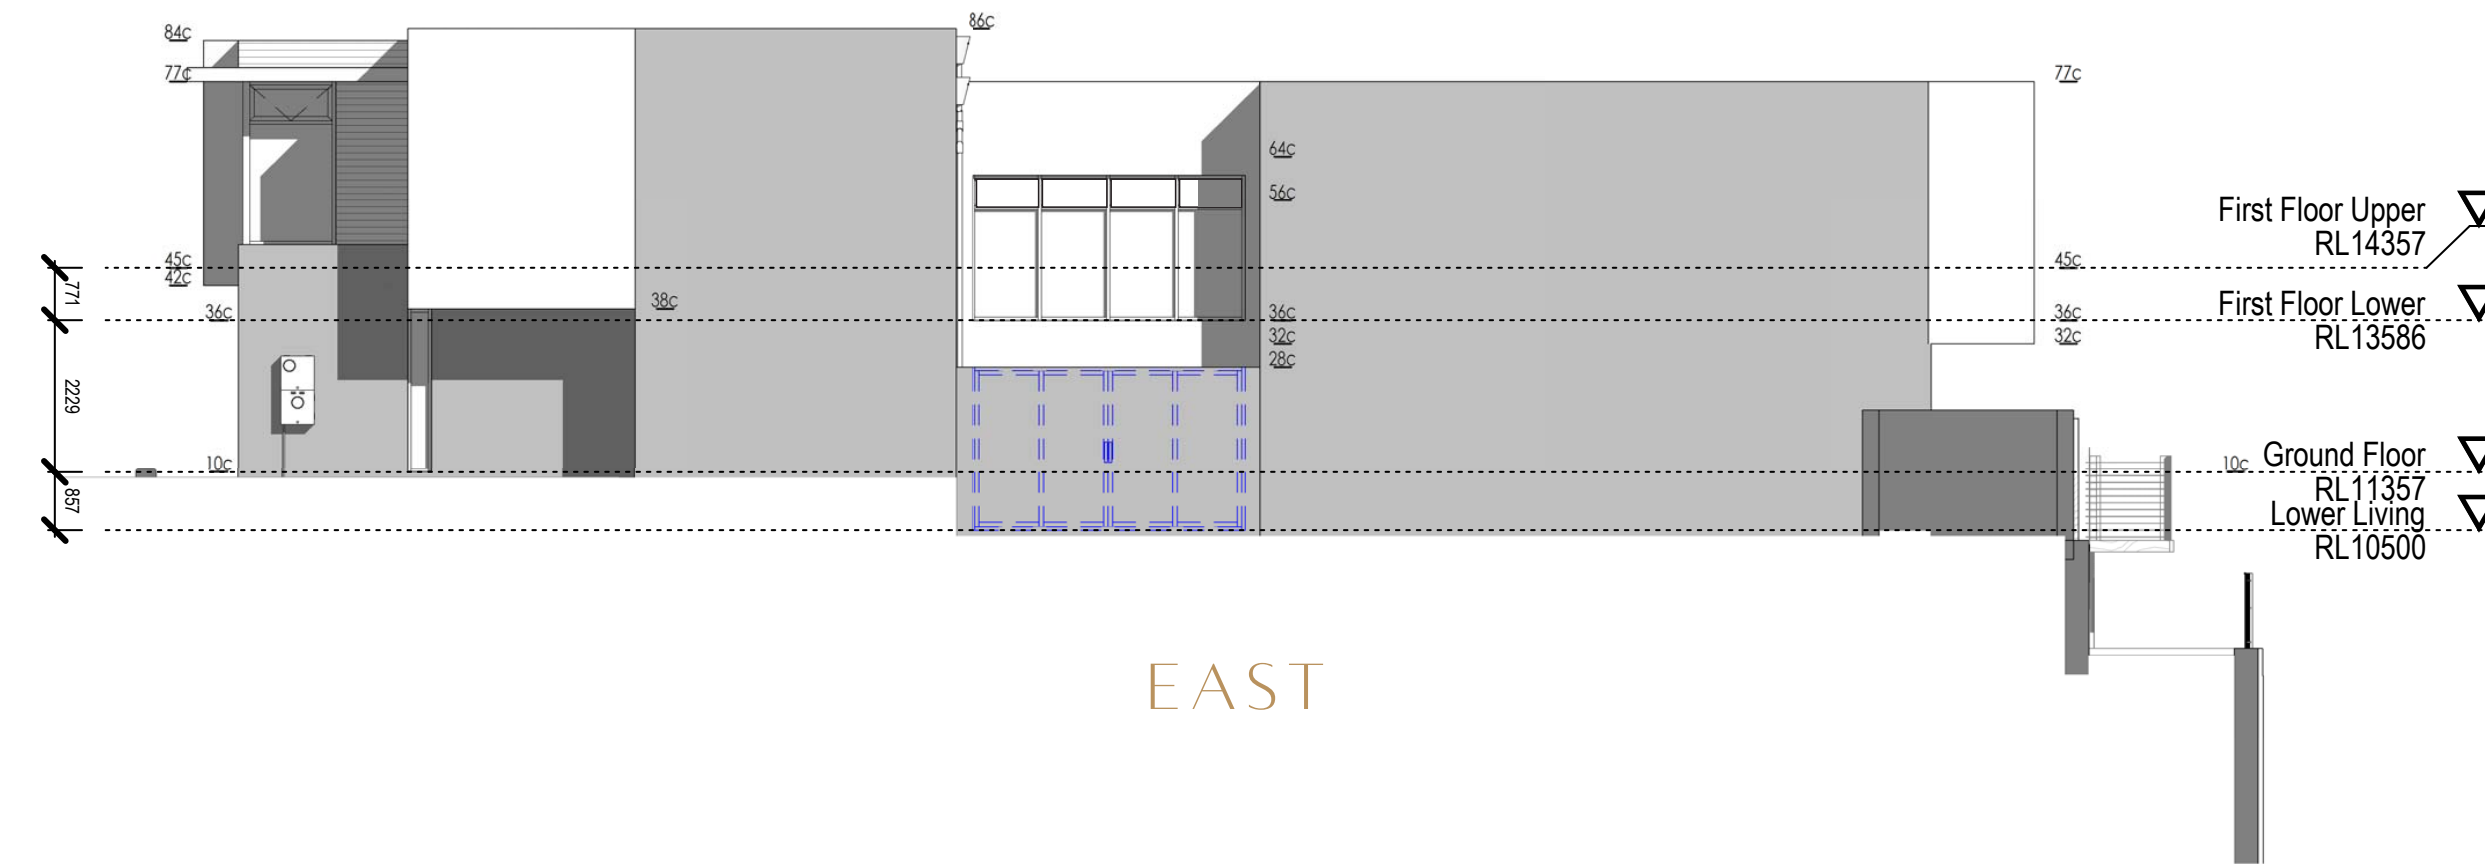 86c
84c
77c
77c
64c
56c
First Floor Upper
RL14357
45c
45c
42c
771
38c
36c
36c
36c
First Floor Lower
RL13586
32c
32c
28c
2229
10c
10c
Ground Floor
RL11357
857
Lower Living
RL10500
EAST